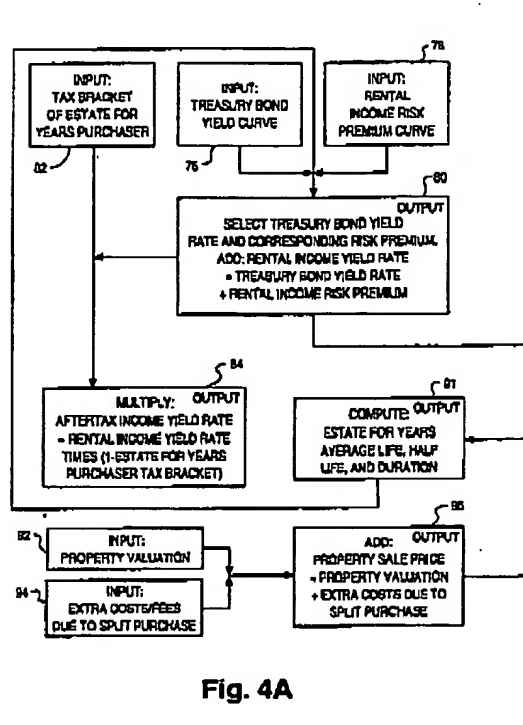 78
INPUT:
TAX BRACKET
OF ESTATE FOR
YEARS PURCHASER
82
INPUT:
TREASURY BOND
YIELD CURVE
76
INPUT:
RENTAL
INCOME RISK
PREMIUM CURVE
80
OUTPUT
SELECT TREASURY BOND YIELD
RATE AND CORRESPONDING RISK PREMIUM.
ADD: RENTAL INCOME YIELD RATE
= TREASURY BOND YIELD RATE
+ RENTAL INCOME RISK PREMIUM
84
MULTIPLY: OUTPUT
AFTERTAX INCOME YIELD RATE
= RENTAL INCOME YIELD RATE
TIMES (1-ESTATE FOR YEARS
PURCHASER TAX BRACKET)
91
COMPUTE: OUTPUT
ESTATE FOR YEARS
AVERAGE LIFE, HALF
LIFE, AND DURATION
92
INPUT:
PROPERTY VALUATION
94
INPUT:
EXTRA COSTS/FEES
DUE TO SPLIT PURCHASE
ADD: OUTPUT
PROPERTY SALE PRICE
= PROPERTY VALUATION
+ EXTRA COSTS DUE TO
SPLIT PURCHASE
Fig. 4A